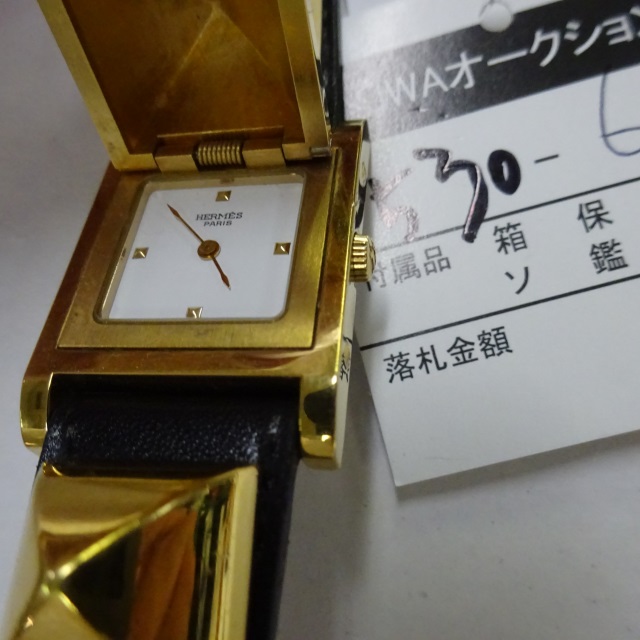 HERMÈS
PARIS
WAオークション
30-
付属品 箱 保
ソ 鑑
落札金額